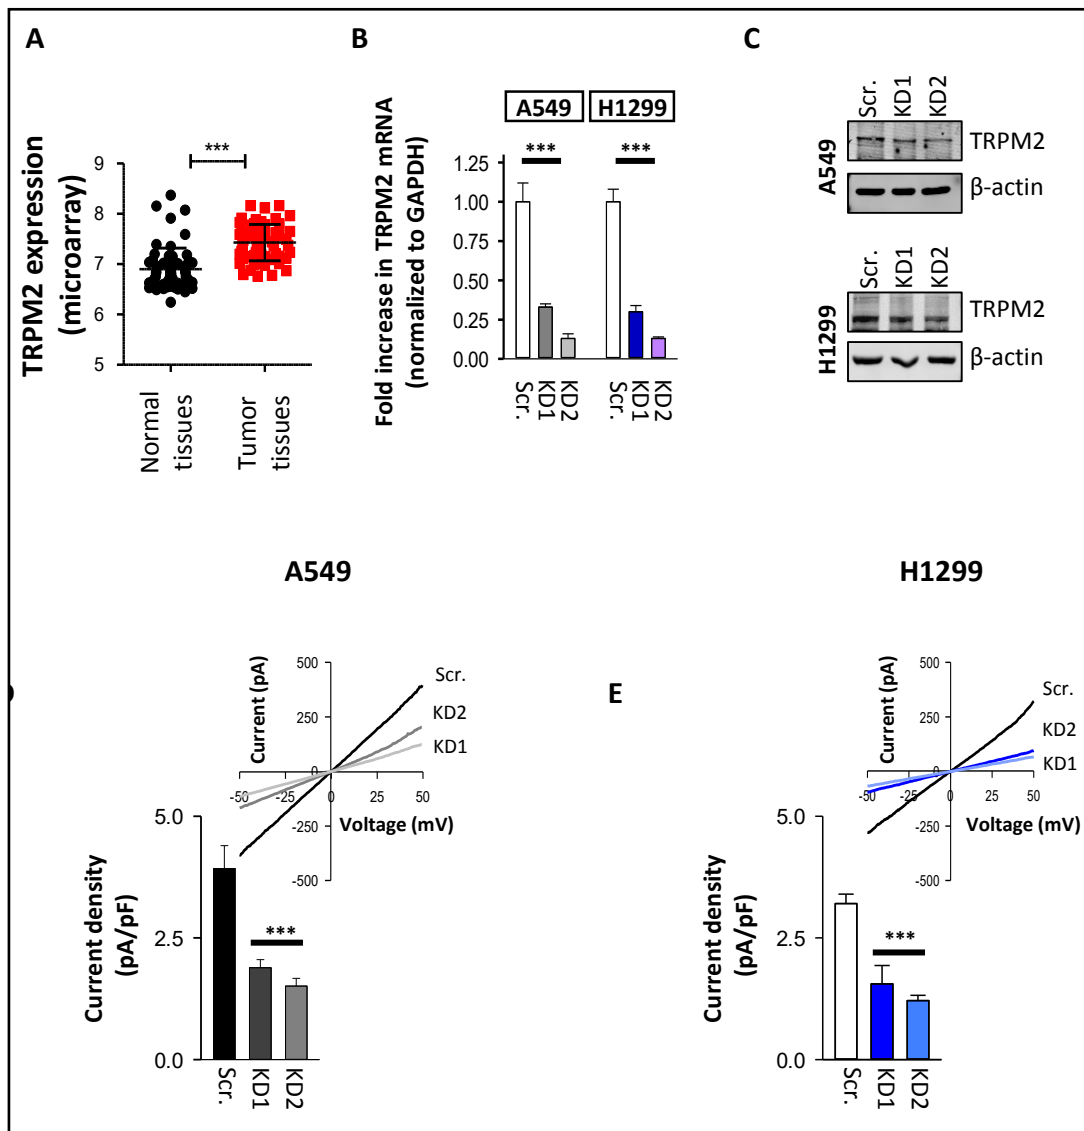 A
TRPM2 expression
(microarray)
***
9
8
7
6
5
Normal
tissues
Tumor
tissues
B
A549
H1299
Fold increase in TRPM2 mRNA
(normalized to GAPDH)
***
***
1.25
1.00
0.75
0.50
0.25
0.00
Scr.
KD1
KD2
Scr.
KD1
KD2
C
Scr.
KD1
KD2
A549
TRPM2
β-actin
Scr.
KD1
KD2
H1299
TRPM2
β-actin
A549
Current (pA)
500
250
0
-250
-500
-50
-25
0
25
50
Voltage (mV)
Scr.
KD2
KD1
Current density
(pA/pF)
5.0
2.5
0.0
***
Scr.
KD1
KD2
E
H1299
Current (pA)
500
250
0
-250
-500
-50
-25
0
25
50
Voltage (mV)
Scr.
KD2
KD1
Current density
(pA/pF)
5.0
2.5
0.0
***
Scr.
KD1
KD2